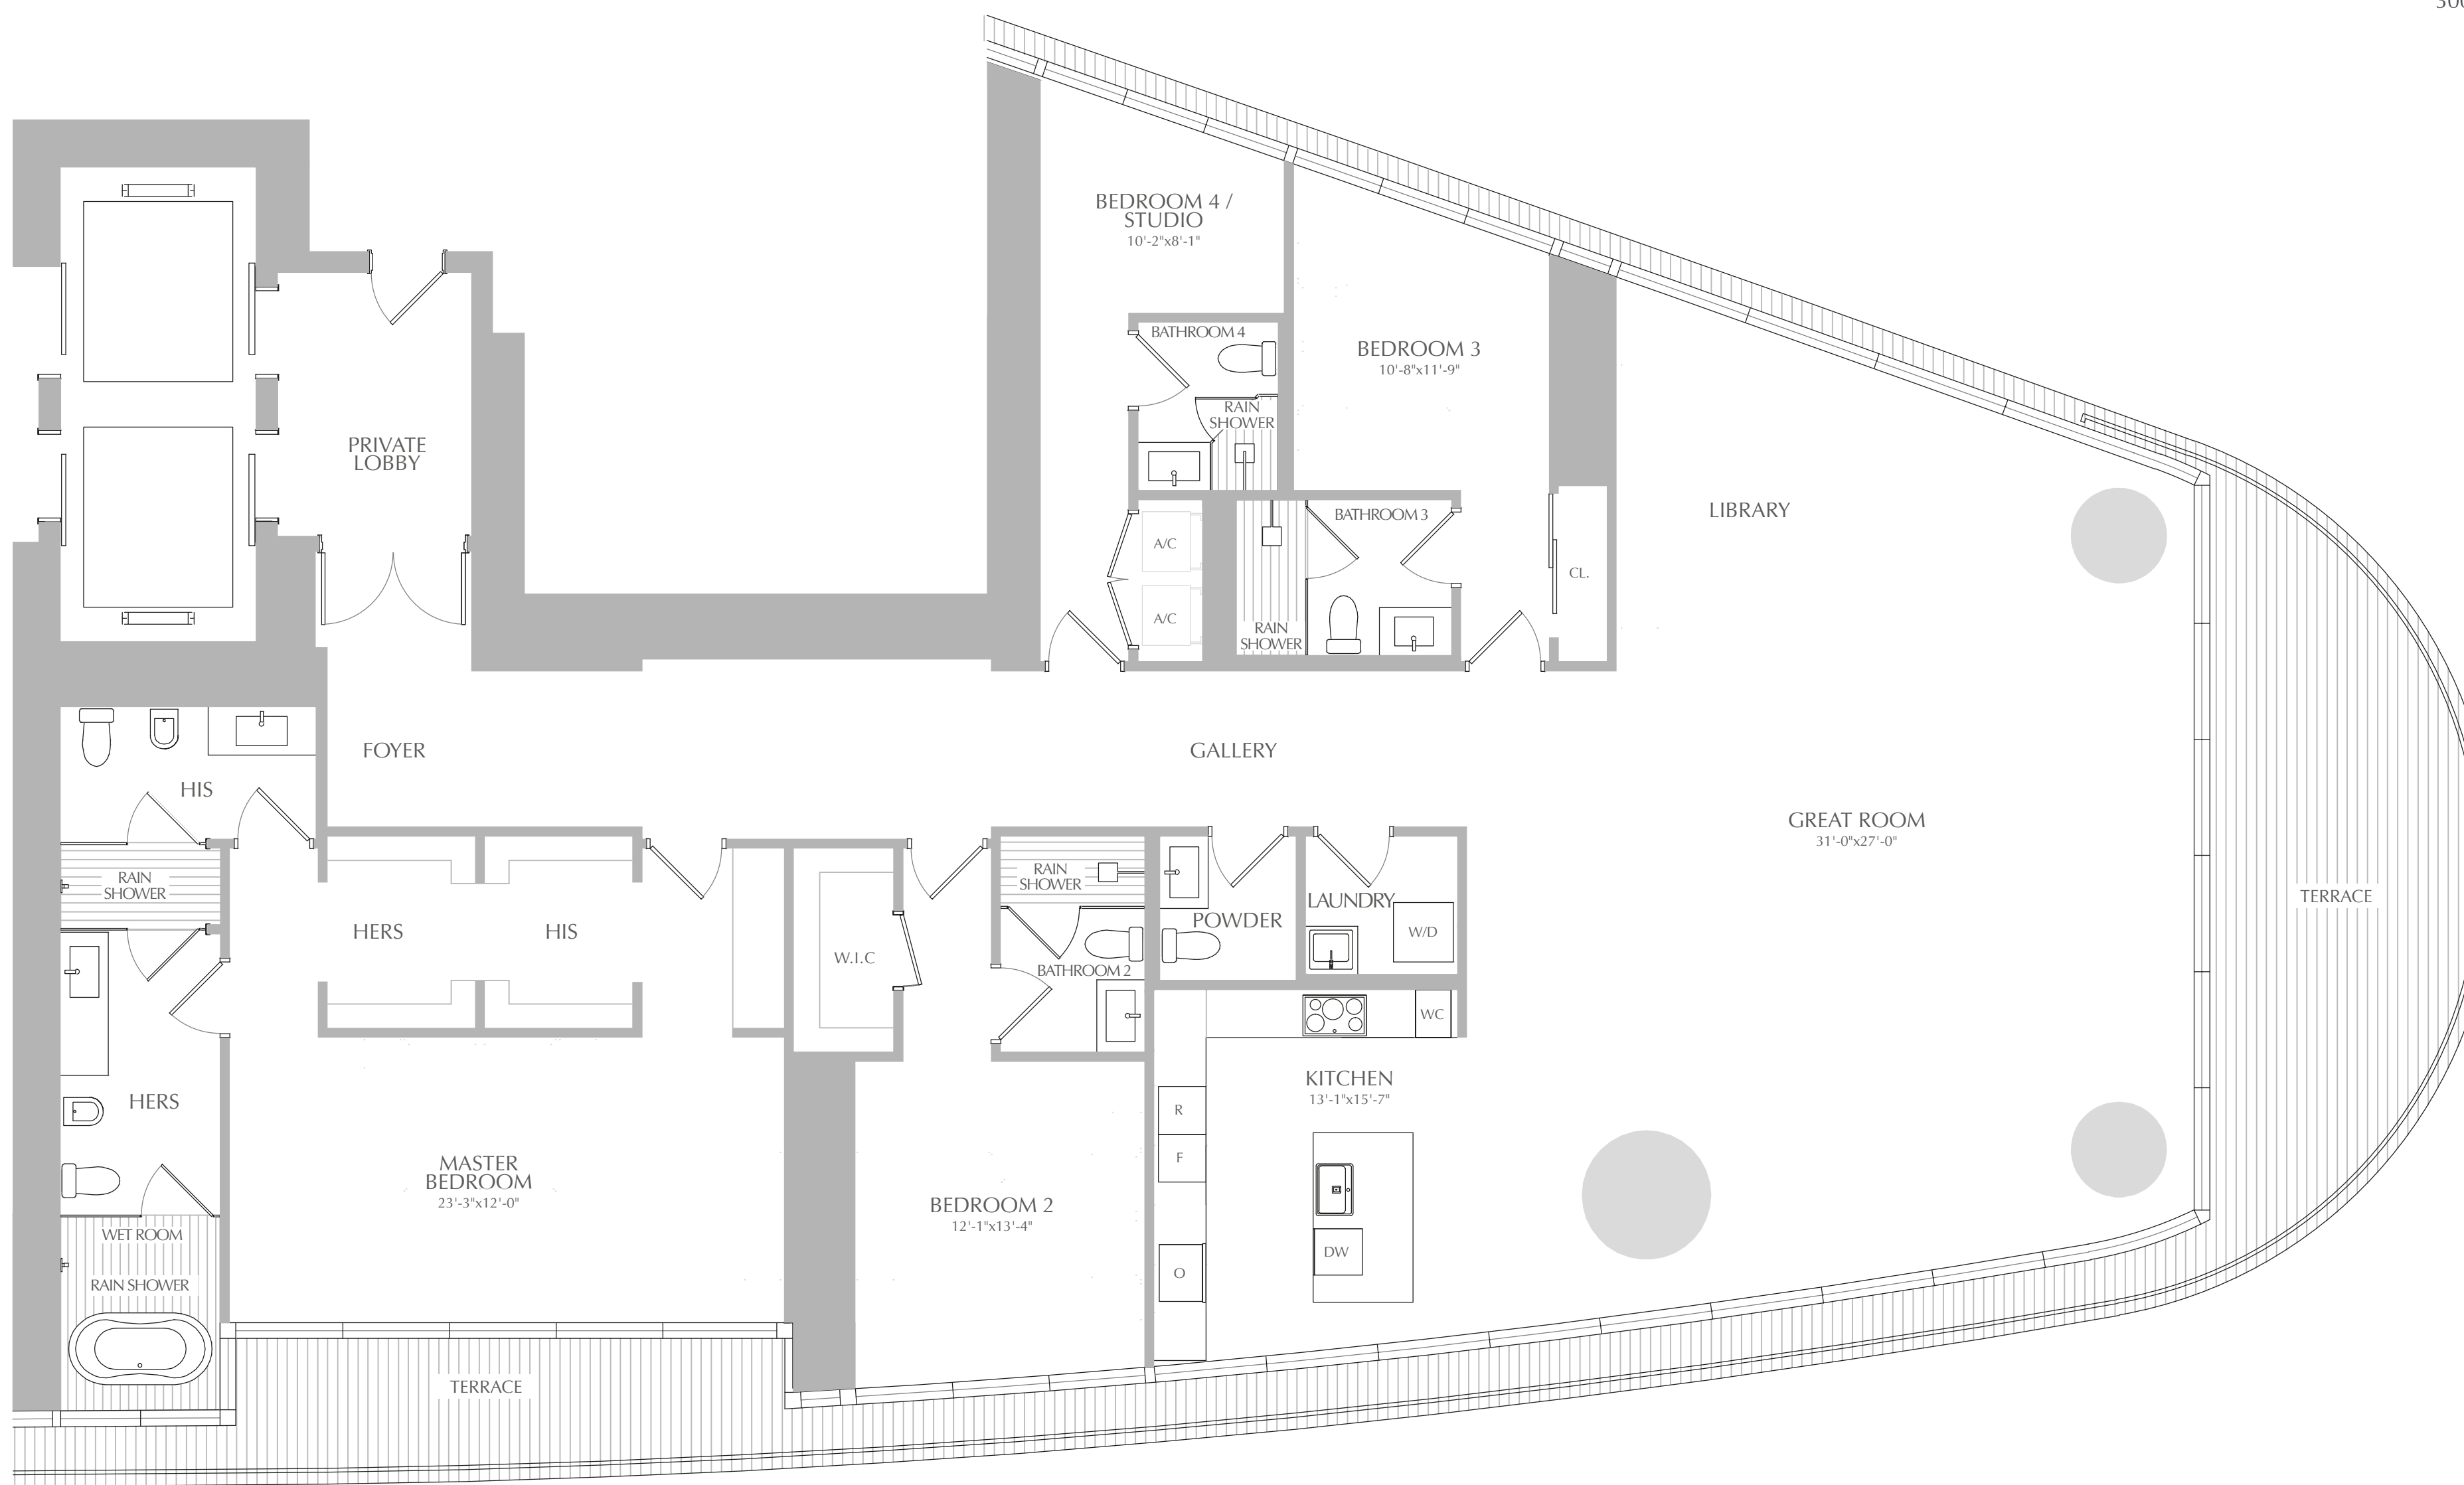 BEDROOM 4 /
STUDIO
10'-2"x8'-1"
BATHROOM 4
RAIN
SHOWER
BEDROOM 3
10'-8"x11'-9"
PRIVATE
LOBBY
A/C
A/C
BATHROOM 3
RAIN
SHOWER
CL.
LIBRARY
FOYER
GALLERY
HIS
RAIN
SHOWER
HERS
HIS
W.I.C
RAIN
SHOWER
BATHROOM 2
POWDER
LAUNDRY
W/D
GREAT ROOM
31'-0"x27'-0"
TERRACE
WC
KITCHEN
13'-1"x15'-7"
R
F
O
DW
HERS
MASTER
BEDROOM
23'-3"x12'-0"
BEDROOM 2
12'-1"x13'-4"
WET ROOM
RAIN SHOWER
TERRACE